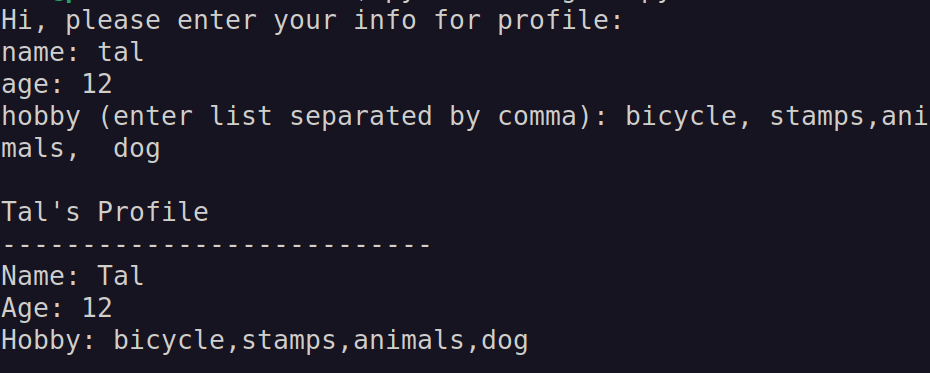 Hi, please enter your info for profile:
name: tal
age: 12
hobby (enter list separated by comma): bicycle, stamps,ani
mals,  dog
Tal's Profile
---------------------------
Name: Tal
Age: 12
Hobby: bicycle,stamps,animals,dog